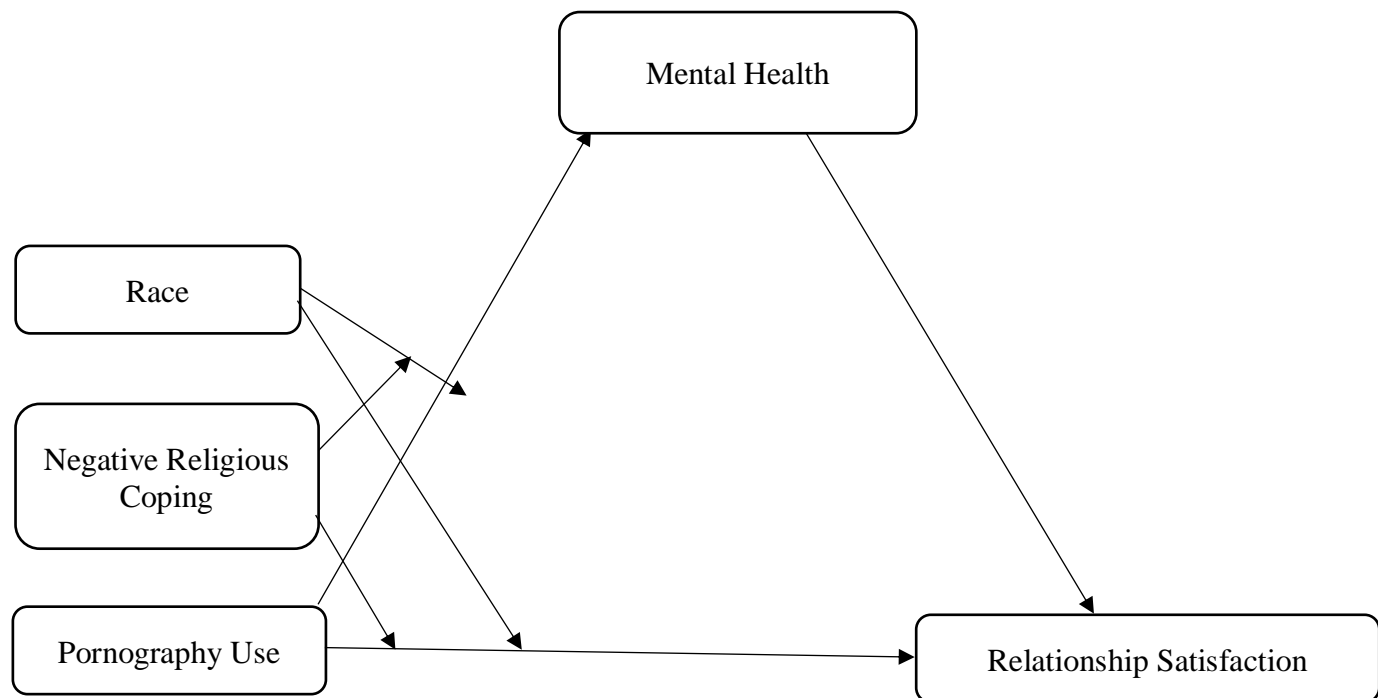 Mental Health
Race
Negative Religious
Coping
Pornography Use
Relationship Satisfaction